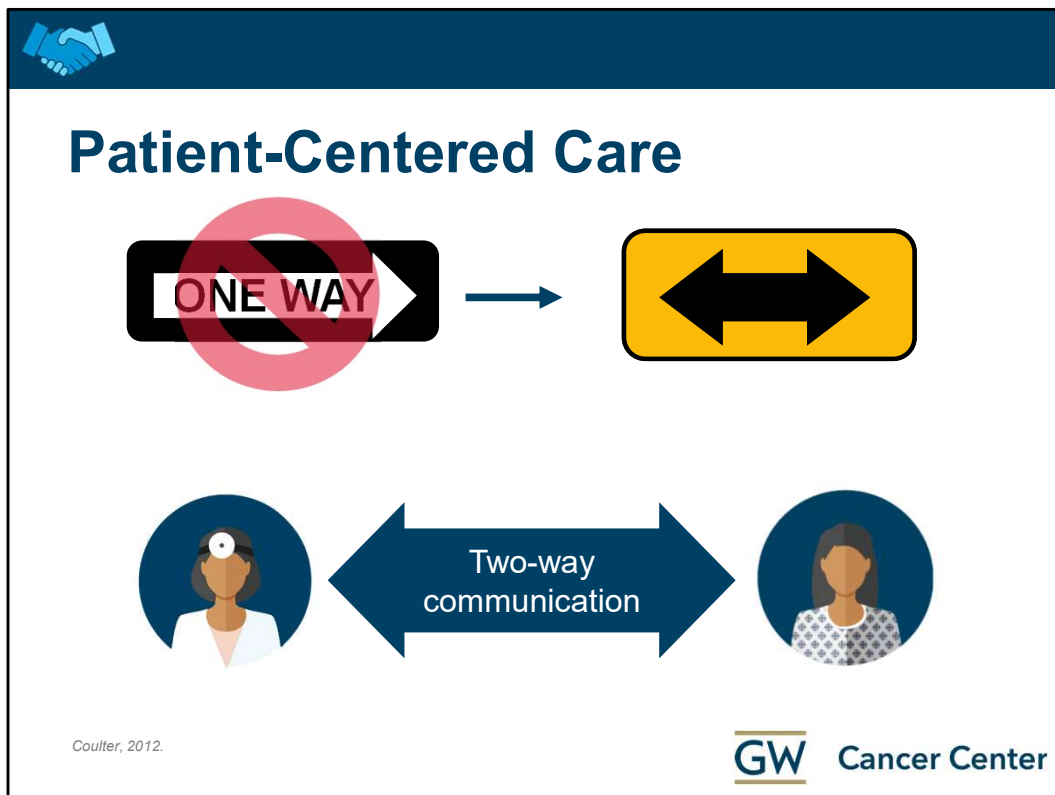 Patient-Centered Care
ONE WAY
Two-way
communication
Coulter, 2012.
GW Cancer Center